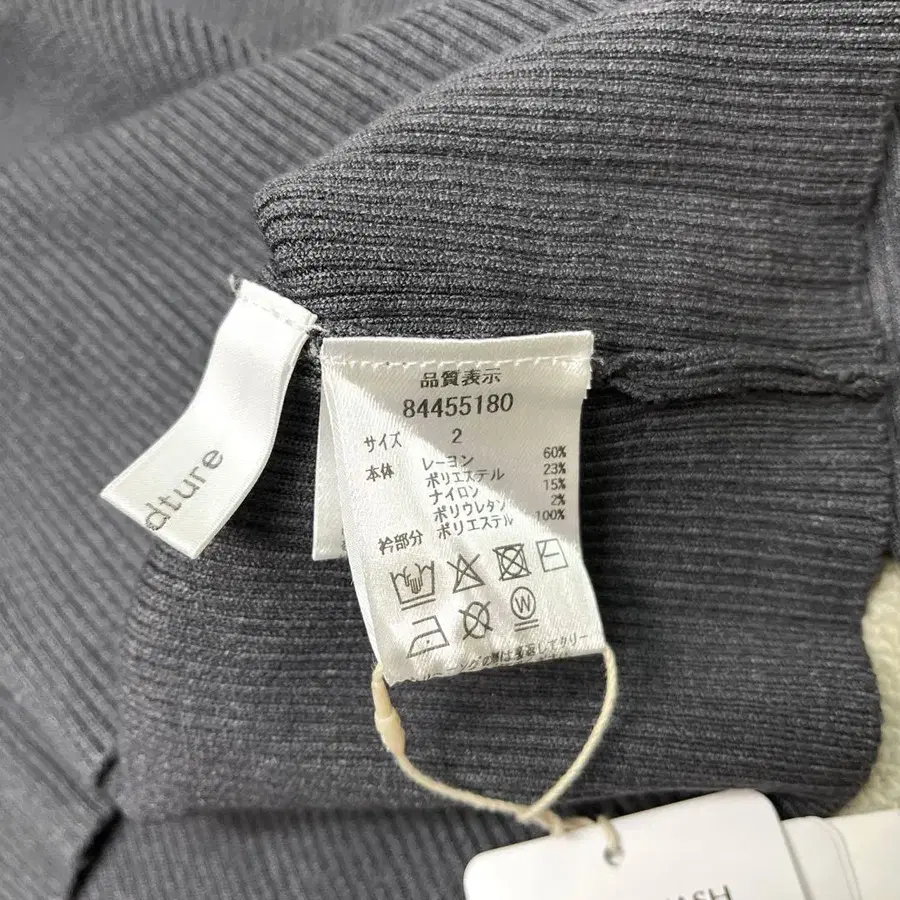 品質表示
84455180
サイズ 2
本体 レーヨン 60%
ポリエステル 23%
ナイロン 15%
ポリウレタン 2%
衿部分 ポリエステル 100%
W
dture